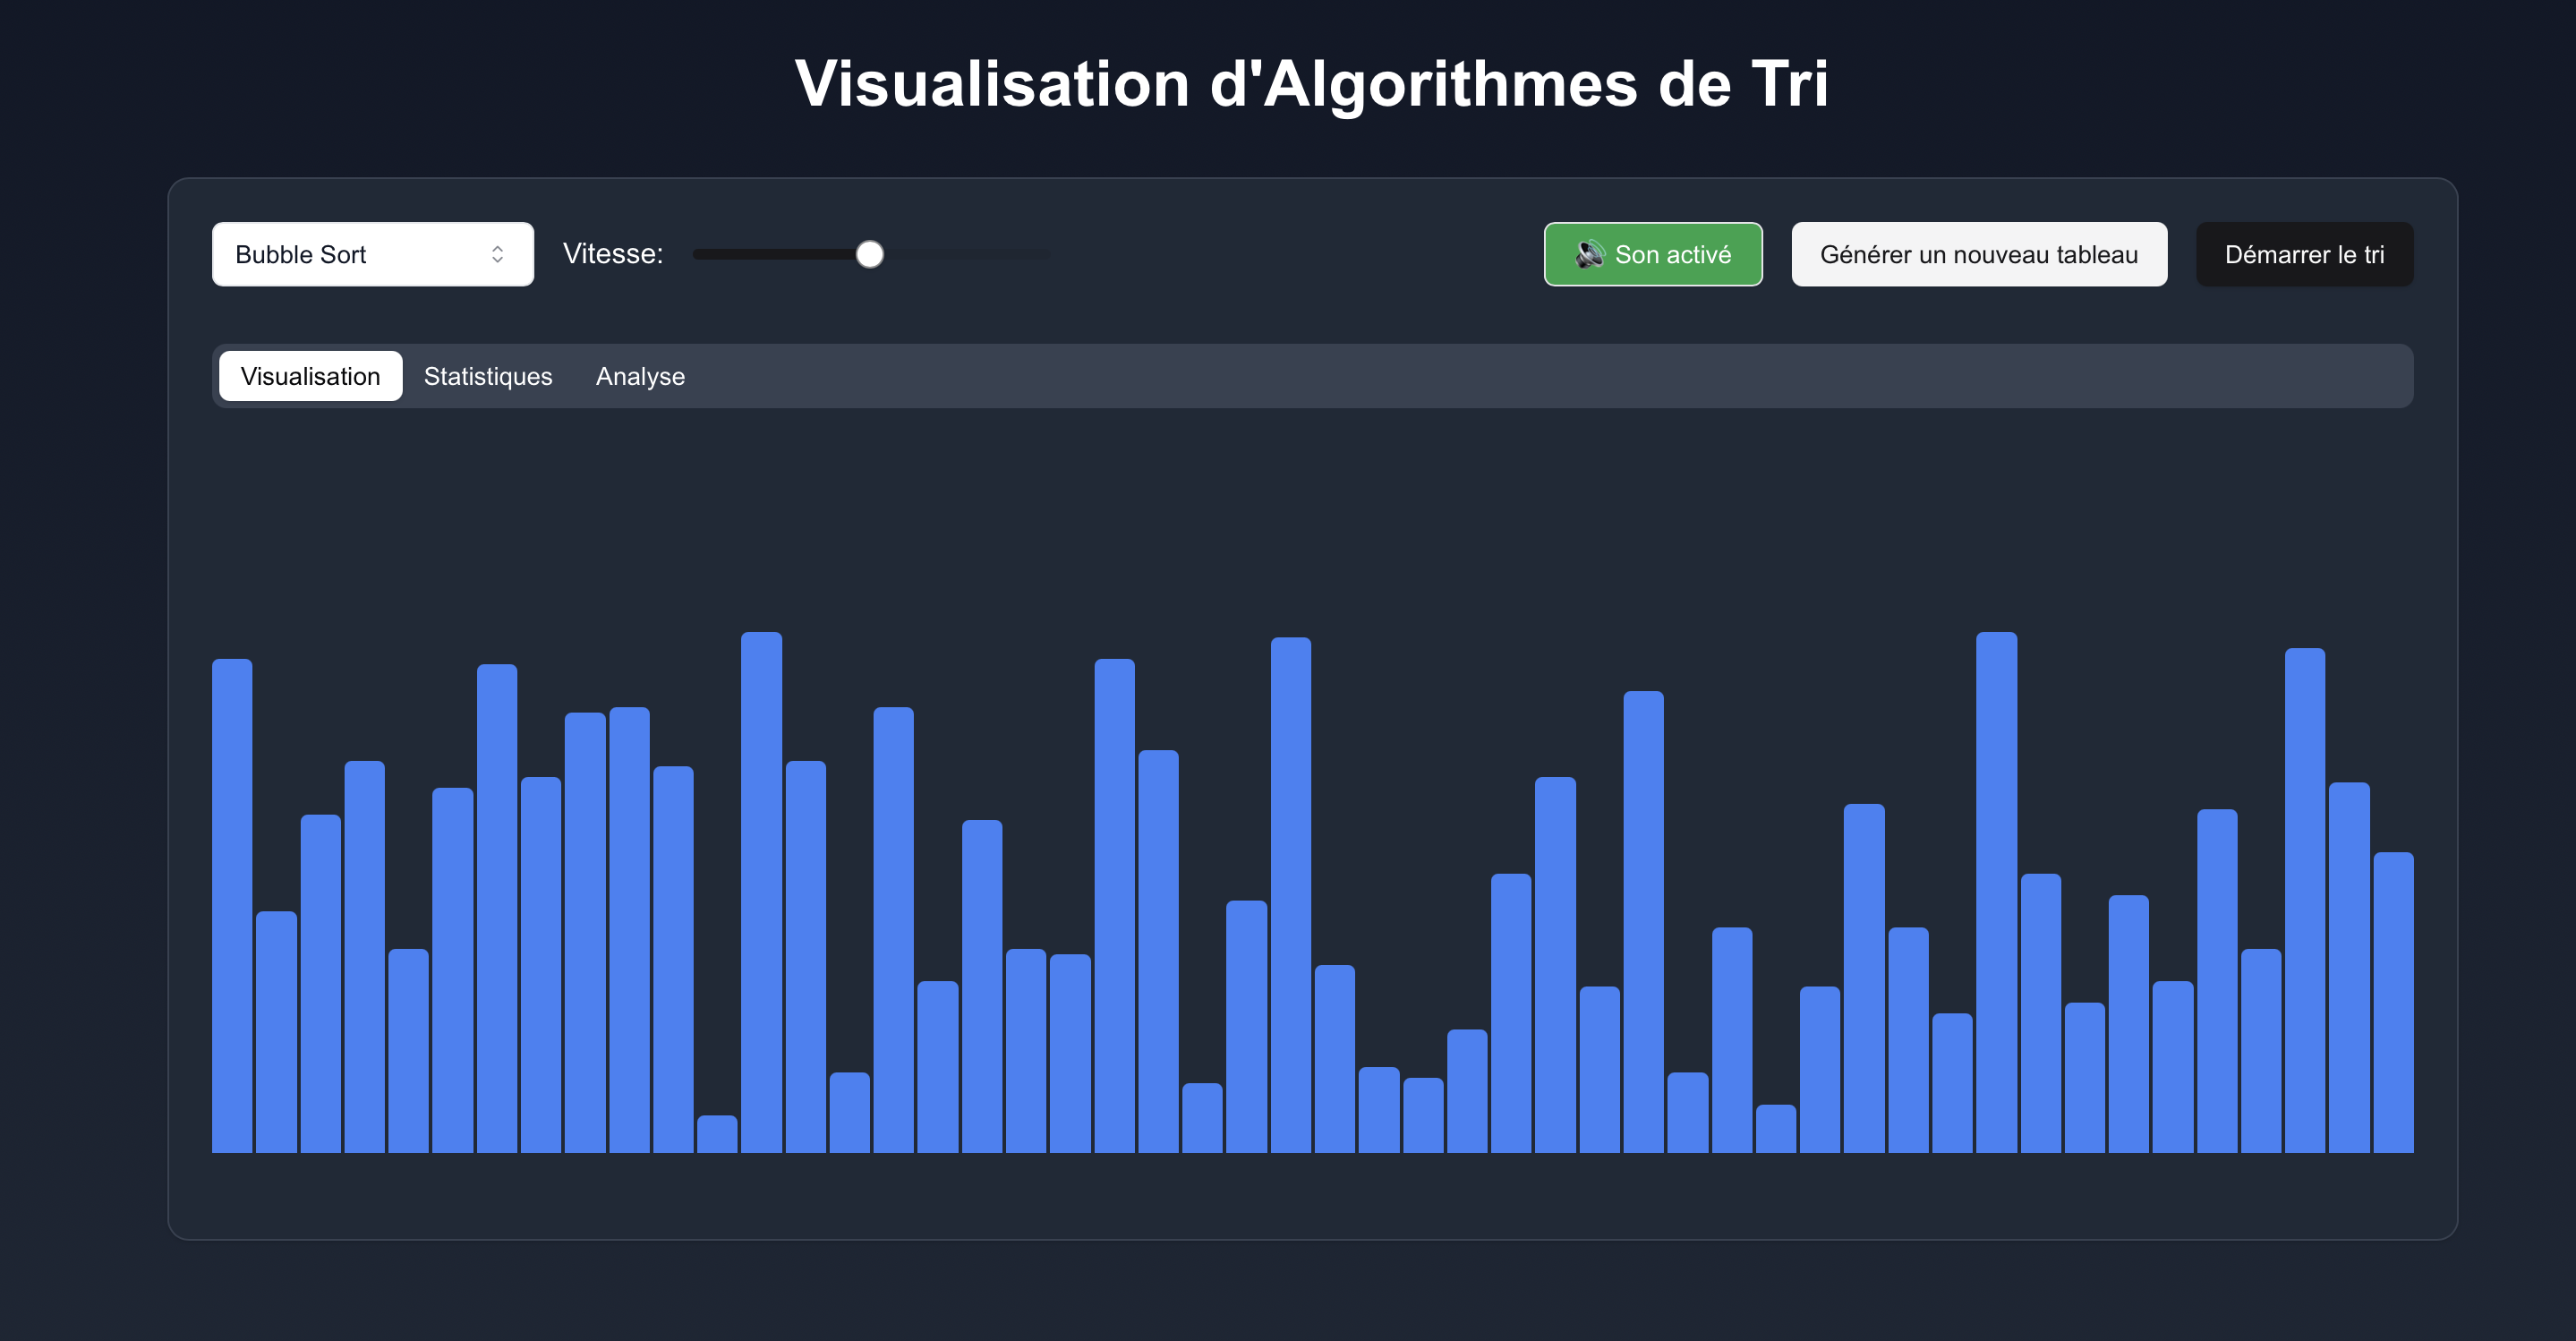 Visualisation d'Algorithmes de Tri
Bubble Sort
Vitesse:
Son activé
Générer un nouveau tableau
Démarrer le tri
Visualisation
Statistiques
Analyse